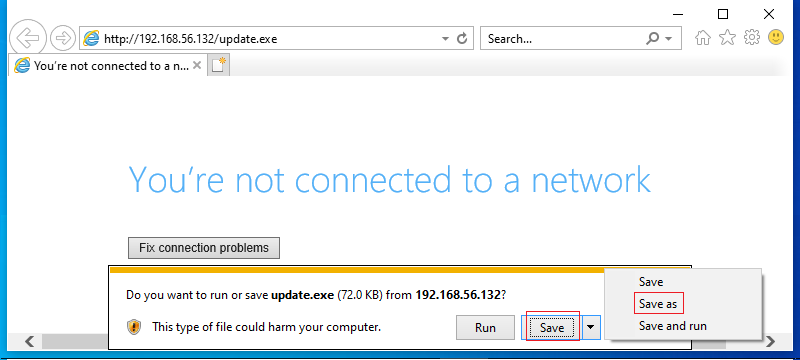 http://192.168.56.132/update.exe
Search...
You're not connected to a n...
You're not connected to a network
Fix connection problems
Do you want to run or save update.exe (72.0 KB) from 192.168.56.132?
This type of file could harm your computer.
Run
Save
Save
Save as
Save and run